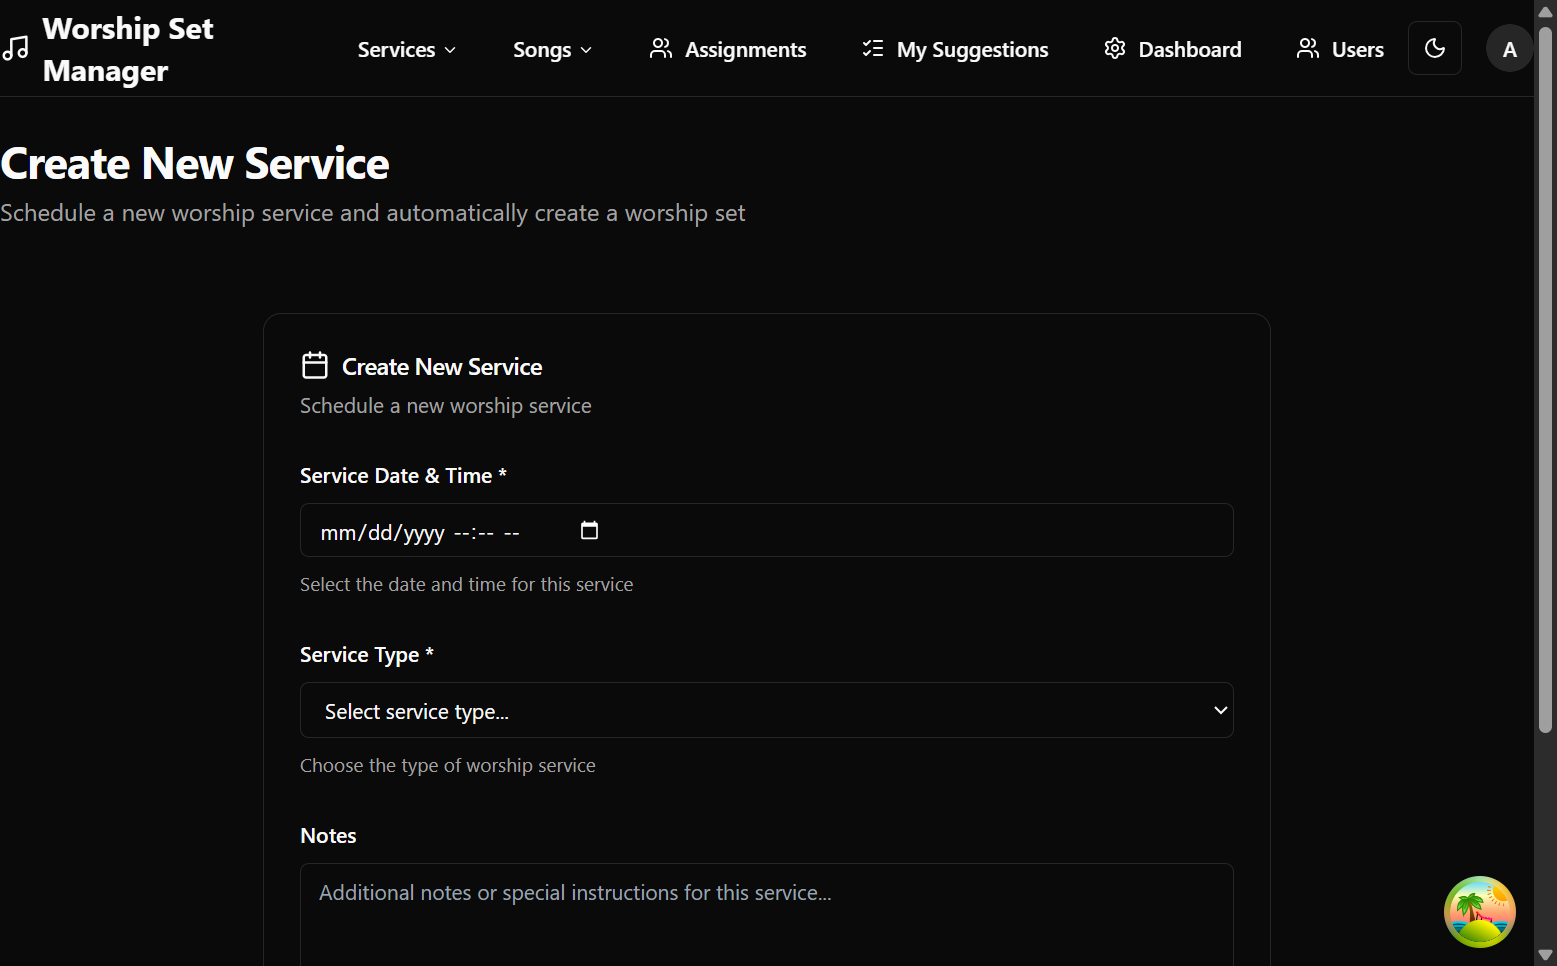 Worship Set
Manager
Services
Songs
Assignments
My Suggestions
Dashboard
Users
A
Create New Service
Schedule a new worship service and automatically create a worship set
Create New Service
Schedule a new worship service
Service Date & Time *
mm/dd/yyyy --:-- --
Select the date and time for this service
Service Type *
Select service type...
Choose the type of worship service
Notes
Additional notes or special instructions for this service...